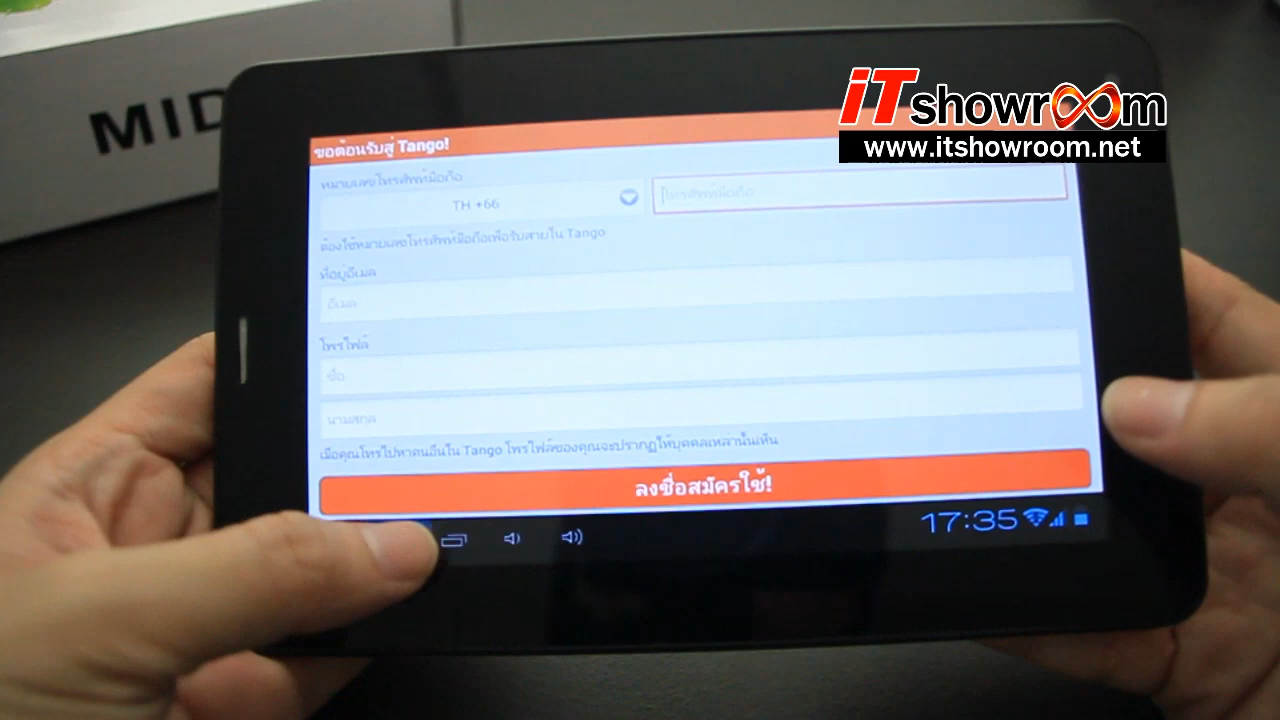 MID
iTshowroom
www.itshowroom.net
ขอต้อนรับสู่ Tango!
หมายเลขโทรศัพท์มือถือ
TH +66
โทรศัพท์มือถือ
ต้องใช้หมายเลขโทรศัพท์มือถือเพื่อรับสายใน Tango
ที่อยู่อีเมล
อีเมล
โพรไฟล์
ชื่อ
นามสกุล
เมื่อคุณโทรไปหาคนอื่นใน Tango โพรไฟล์ของคุณจะปรากฏให้บุคคลเหล่านั้นเห็น
ลงชื่อสมัครใช้!
17:35